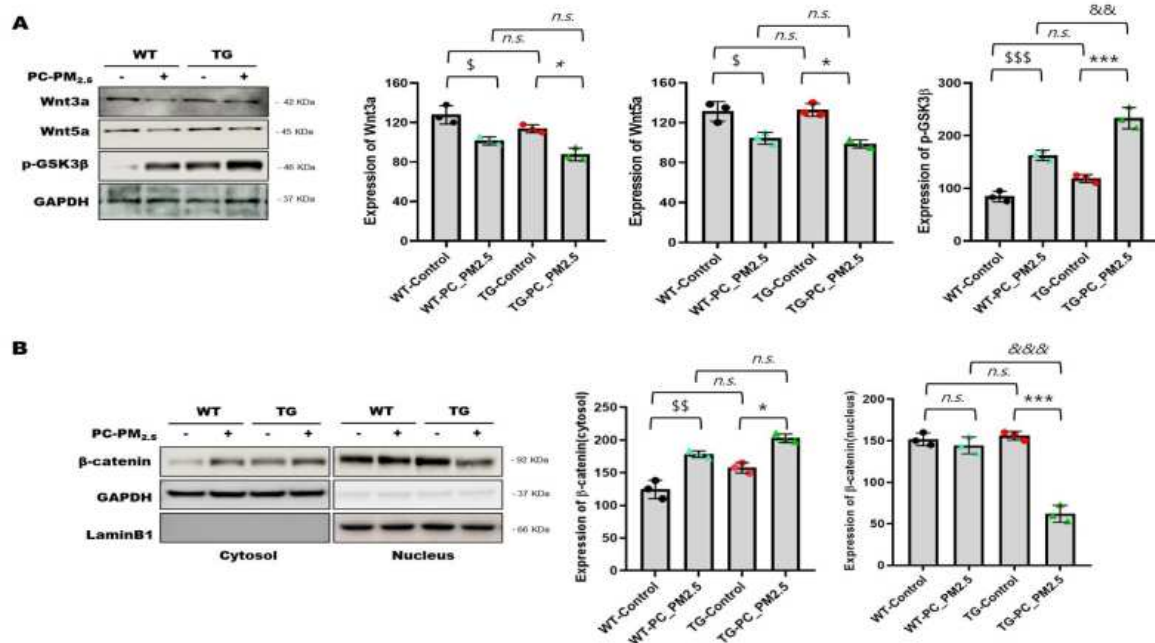 A
WT TG
PC-PM2.5 - + - +
Wnt3a - 42 KDa
Wnt5a - 45 KDa
p-GSK3β - 46 KDa
GAPDH - 37 KDa
n.s.
n.s.
$ *
Expression of Wnt3a
160
120
80
40
0
WT-Control
WT-PC_PM2.5
TG-Control
TG-PC_PM2.5
n.s.
n.s.
$ *
Expression of Wnt5a
160
120
80
40
0
WT-Control
WT-PC_PM2.5
TG-Control
TG-PC_PM2.5
&&
n.s.
$$$ ***
Expression of p-GSK3β
300
200
100
0
WT-Control
WT-PC_PM2.5
TG-Control
TG-PC_PM2.5
B
WT TG WT TG
PC-PM2.5 - + - + - + - +
β-catenin - 92 KDa
GAPDH - 37 KDa
LaminB1 - 66 KDa
Cytosol Nucleus
n.s.
n.s.
$$ *
Expression of β-catenin(cytosol)
250
200
150
100
50
0
WT-Control
WT-PC_PM2.5
TG-Control
TG-PC_PM2.5
&&&
n.s.
n.s. ***
Expression of β-catenin(nucleus)
200
150
100
50
0
WT-Control
WT-PC_PM2.5
TG-Control
TG-PC_PM2.5